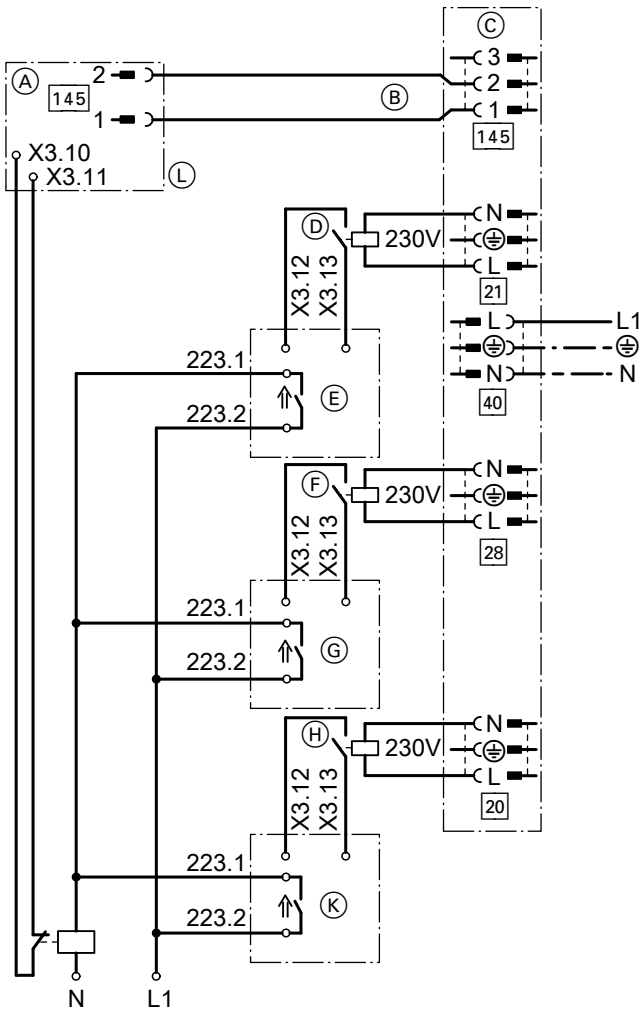 C
A 2 3
145 2
B
1 1
145
X3.10
X3.11 L
D 230V N
X3.12 X3.13 L
21
L L1
223.1
E N N
40
223.2
F 230V N
X3.12 X3.13 L
28
223.1
G
223.2
H 230V N
X3.12 X3.13 L
20
223.1
K
223.2
N L1